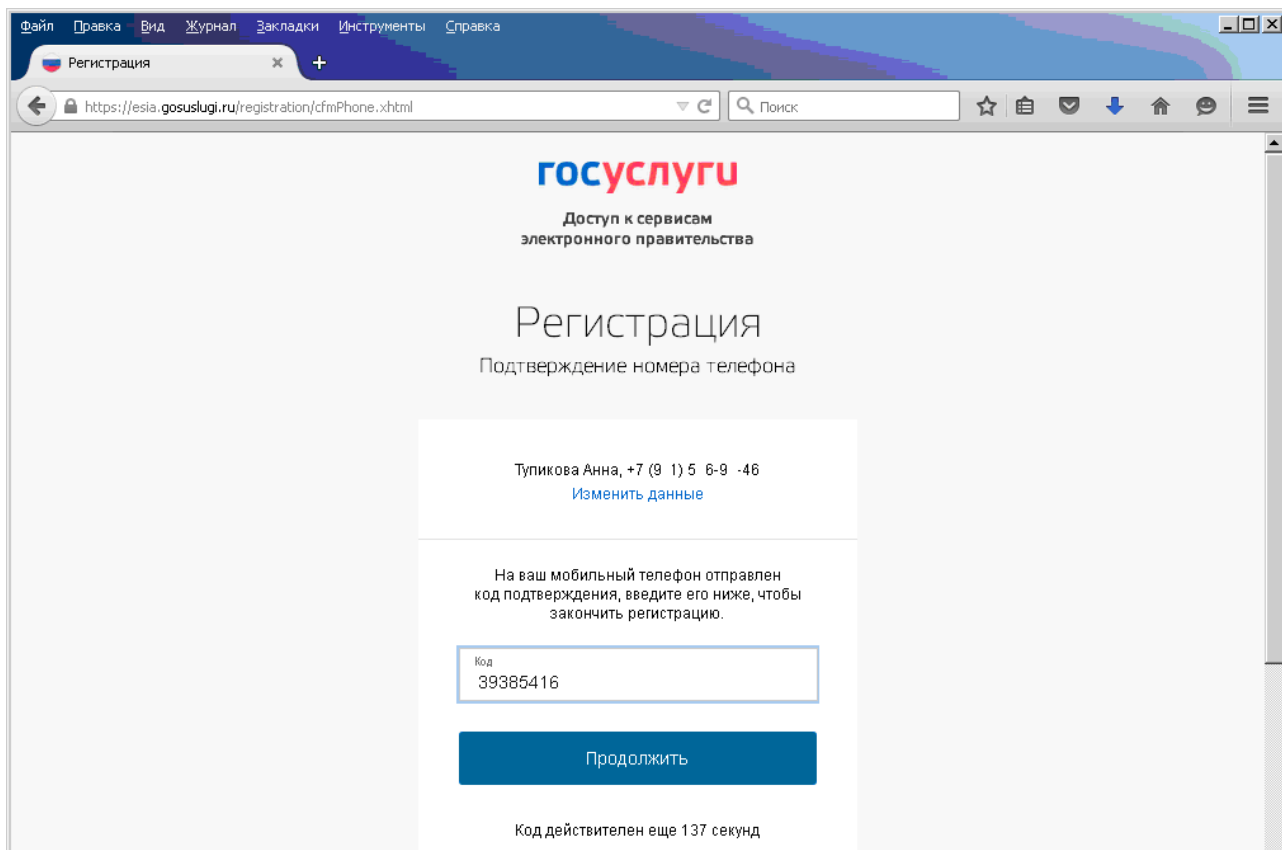 Файл Правка Вид Журнал Закладки Инструменты Справка
Регистрация
https://esia.gosuslugi.ru/registration/cfmPhone.xhtml
Поиск
госуслуги
Доступ к сервисам
электронного правительства
Регистрация
Подтверждение номера телефона
Тупикова Анна, +7 (9 1) 5 6-9 -46
Изменить данные
На ваш мобильный телефон отправлен
код подтверждения, введите его ниже, чтобы
закончить регистрацию.
Код
39385416
Продолжить
Код действителен еще 137 секунд